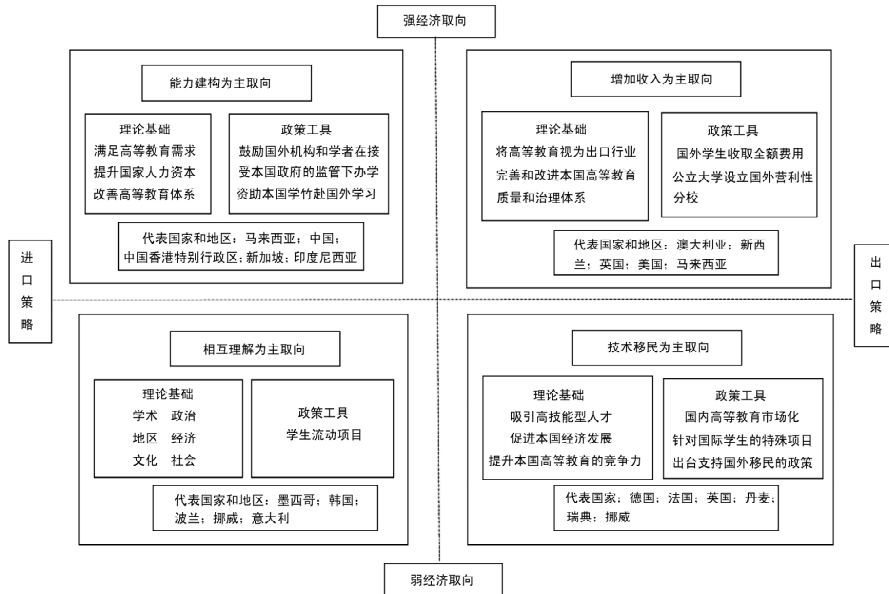 强经济取向
能力建构为主取向
理论基础
满足高等教育需求
提升国家人力资本
改善高等教育体系
政策工具
鼓励国外机构和学者在接
受本国政府的监管下办学
资助本国学竹赴国外学习
代表国家和地区：马来西亚；中国；
中国香港特别行政区；新加坡；印度尼西亚
增加收入为主取向
理论基础
将高等教育视为出口行业
完善和改进本国高等教育
质量和治理体系
政策工具
国外学生收取全额费用
公立大学设立国外营利性
分校
代表国家和地区：澳大利业；新西
兰；英国；美国；马来西亚
进
口
策
略
出
口
策
略
相互理解为主取向
理论基础
学术 政治
地区 经济
文化 社会
政策工具
学生流动项目
代表国家和地区：墨西哥；韩国；
波兰；挪威；意大利
技术移民为主取向
理论基础
吸引高技能型人才
促进本国经济发展
提升本国高等教育的竞争力
政策工具
国内高等教育市场化
针对国际学生的特殊项目
出台支持国外移民的政策
代表国家；德国；法国；英国；丹麦；
瑞典；挪威
弱经济取向